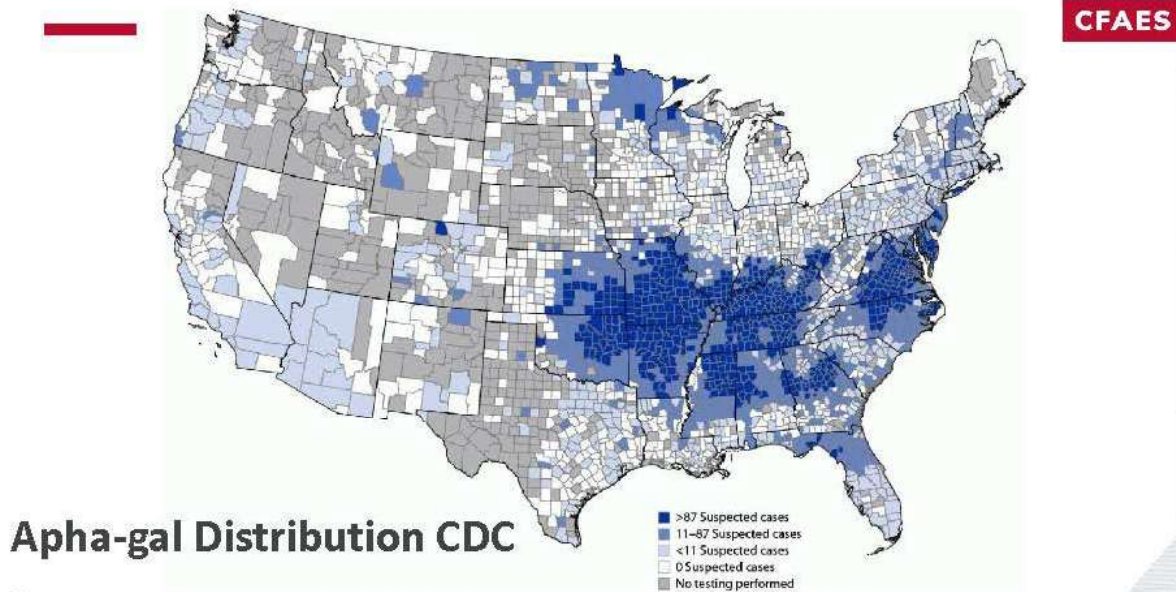 CFAES
>87 Suspected cases
11–87 Suspected cases
<11 Suspected cases
0 Suspected cases
No testing performed
Apha-gal Distribution CDC